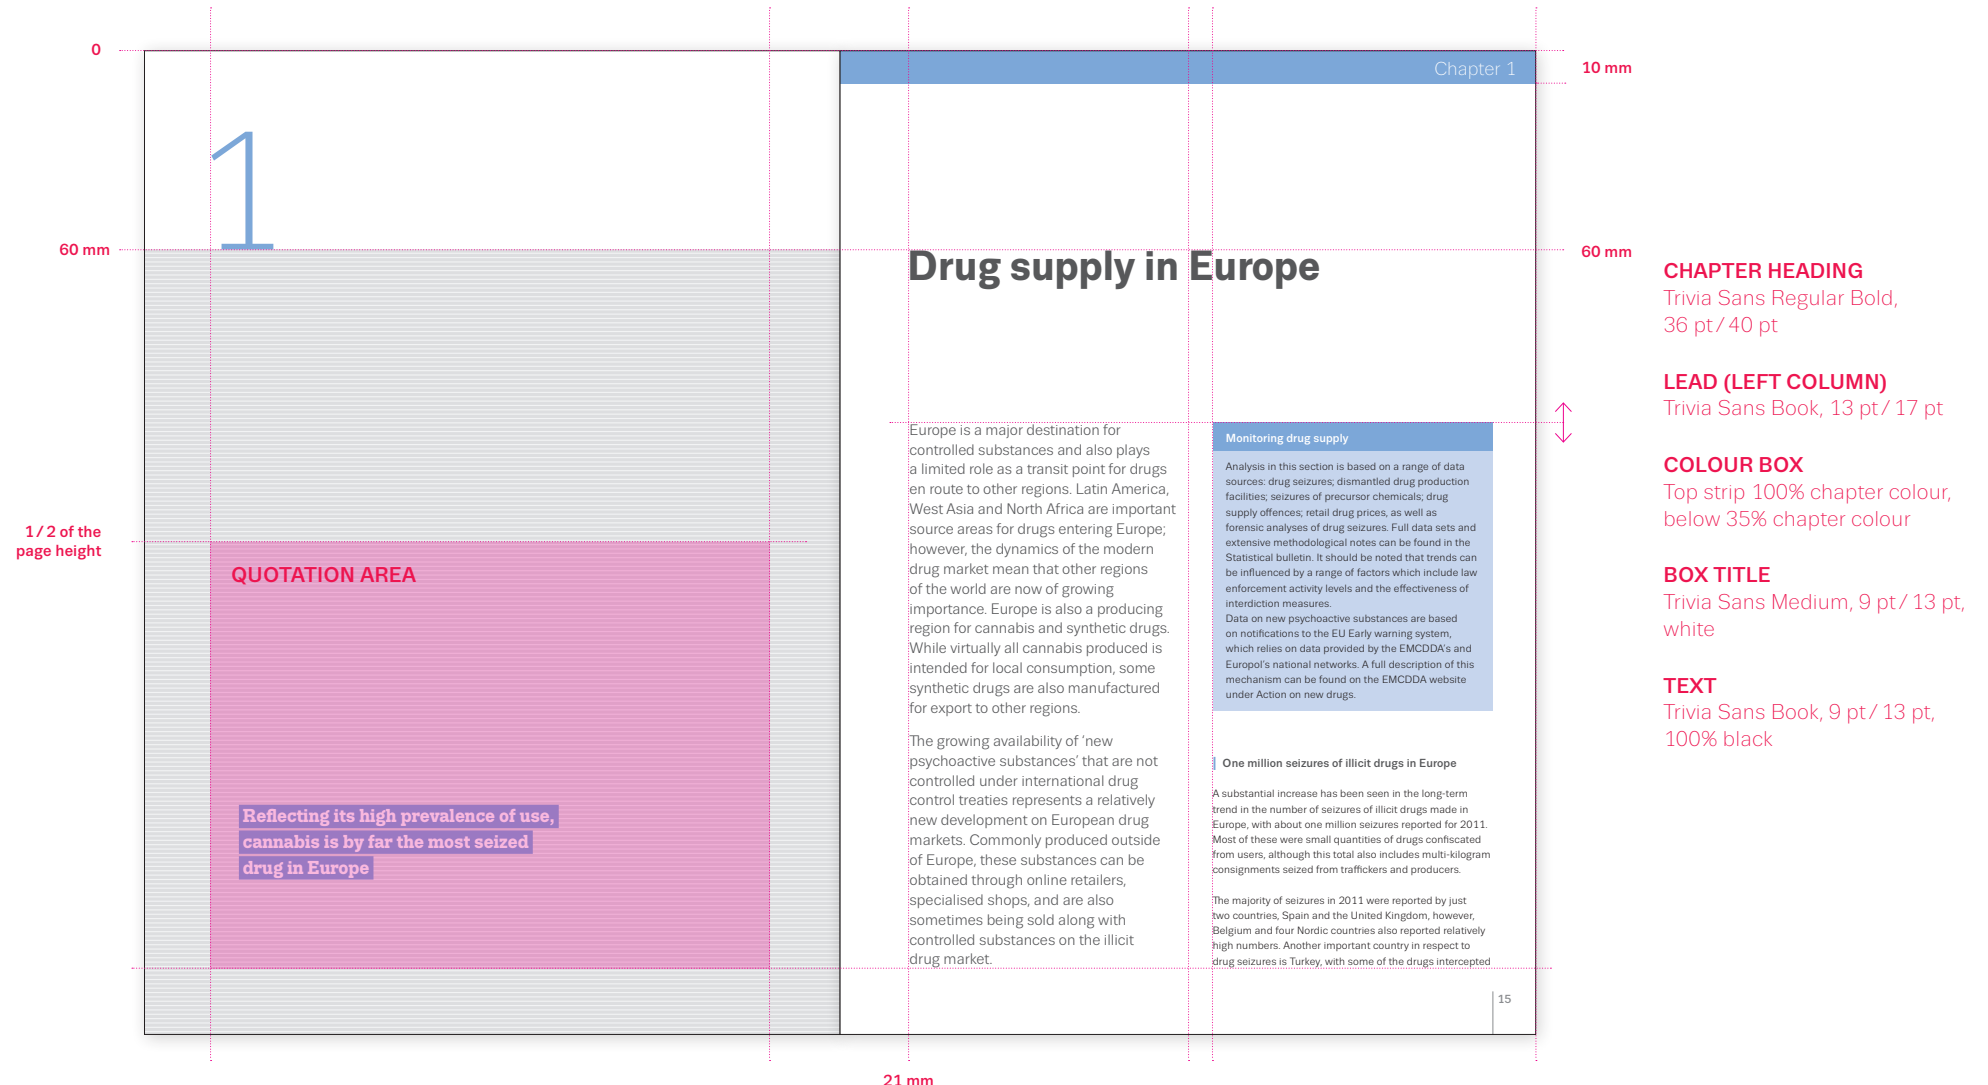 0
Chapter 1
10 mm
1
60 mm
60 mm
Drug supply in Europe
CHAPTER HEADING
Trivia Sans Regular Bold,
36 pt / 40 pt
LEAD (LEFT COLUMN)
Trivia Sans Book, 13 pt / 17 pt
COLOUR BOX
Top strip 100% chapter colour,
below 35% chapter colour
BOX TITLE
Trivia Sans Medium, 9 pt / 13 pt,
white
TEXT
Trivia Sans Book, 9 pt / 13 pt,
100% black
1 / 2 of the
page height
QUOTATION AREA
Reflecting its high prevalence of use,
cannabis is by far the most seized
drug in Europe
Europe is a major destination for
controlled substances and also plays
a limited role as a transit point for drugs
en route to other regions. Latin America,
West Asia and North Africa are important
source areas for drugs entering Europe;
however, the dynamics of the modern
drug market mean that other regions
of the world are now of growing
importance. Europe is also a producing
region for cannabis and synthetic drugs.
While virtually all cannabis produced is
intended for local consumption, some
synthetic drugs are also manufactured
for export to other regions.
The growing availability of ‘new
psychoactive substances’ that are not
controlled under international drug
control treaties represents a relatively
new development on European drug
markets. Commonly produced outside
of Europe, these substances can be
obtained through online retailers,
specialised shops, and are also
sometimes being sold along with
controlled substances on the illicit
drug market.
Monitoring drug supply
Analysis in this section is based on a range of data
sources: drug seizures; dismantled drug production
facilities; seizures of precursor chemicals; drug
supply offences; retail drug prices, as well as
forensic analyses of drug seizures. Full data sets and
extensive methodological notes can be found in the
Statistical bulletin. It should be noted that trends can
be influenced by a range of factors which include law
enforcement activity levels and the effectiveness of
interdiction measures.
Data on new psychoactive substances are based
on notifications to the EU Early warning system,
which relies on data provided by the EMCDDA’s and
Europol’s national networks. A full description of this
mechanism can be found on the EMCDDA website
under Action on new drugs.
One million seizures of illicit drugs in Europe
A substantial increase has been seen in the long-term
trend in the number of seizures of illicit drugs made in
Europe, with about one million seizures reported for 2011.
Most of these were small quantities of drugs confiscated
from users, although this total also includes multi-kilogram
consignments seized from traffickers and producers.
The majority of seizures in 2011 were reported by just
two countries, Spain and the United Kingdom, however,
Belgium and four Nordic countries also reported relatively
high numbers. Another important country in respect to
drug seizures is Turkey, with some of the drugs intercepted
15
21 mm